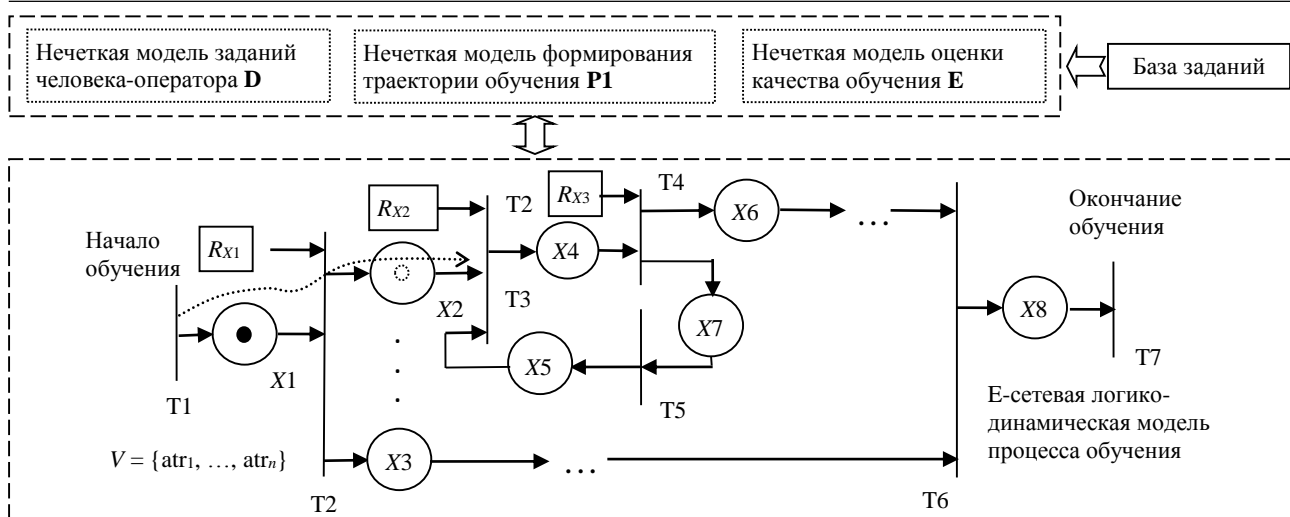 Нечеткая модель заданий
человека-оператора D
Нечеткая модель формирования
траектории обучения P1
Нечеткая модель оценки
качества обучения E
База заданий
Начало
обучения
RX1
RX2
T2
RX3
T4
X6
...
Окончание
обучения
X4
X2
T3
X1
T1
X7
X5
T5
X8
T7
V = {atr1, …, atrn}
X3
...
T2
T6
Е-сетевая логико-
динамическая модель
процесса обучения